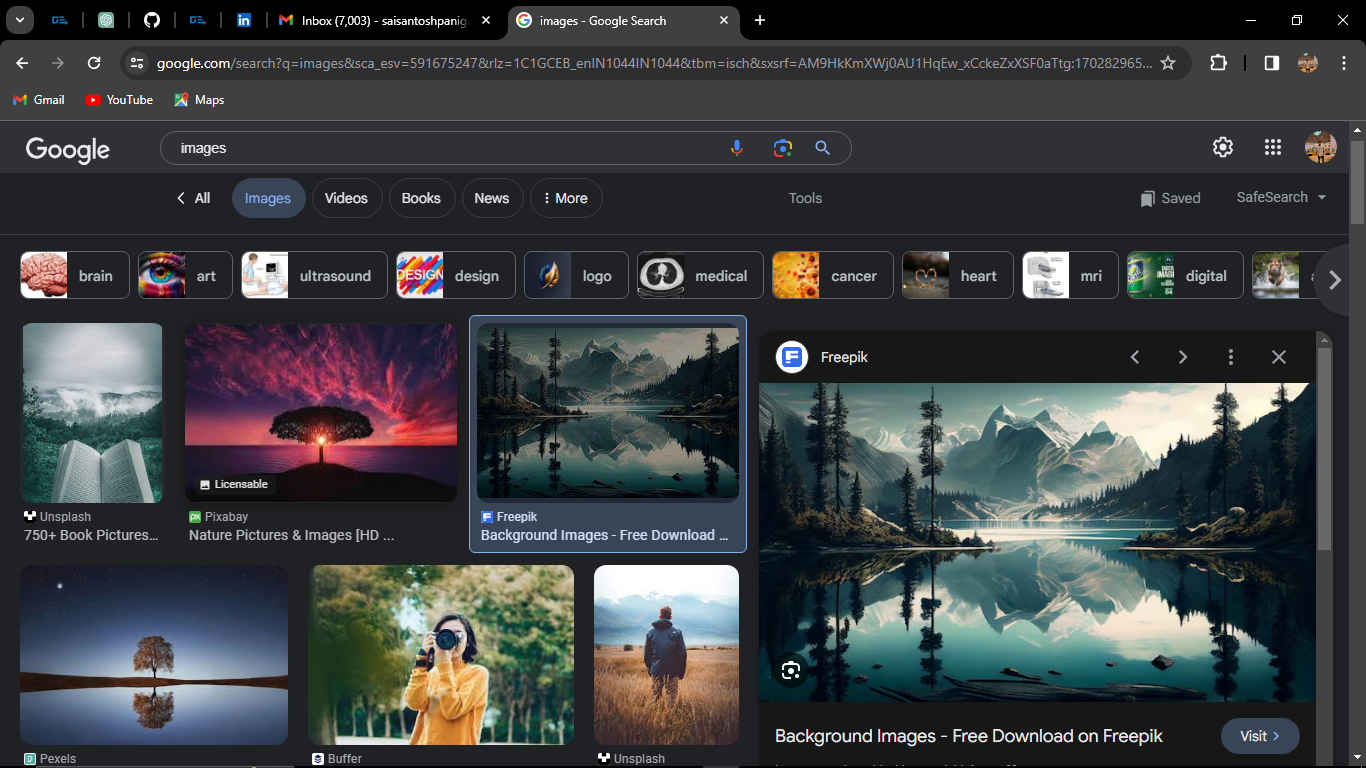 Inbox (7,003) - saisantoshpanig
images - Google Search
google.com/search?q=images&sca_esv=591675247&rlz=1C1GCEB_enIN1044IN1044&tbm=isch&sxsrf=AM9HkKmXWj0AU1HqEw_xCckeZxXSF0aTtg:170282965...
Gmail YouTube Maps
Google
images
All Images Videos Books News More Tools Saved SafeSearch
brain art ultrasound DESIGN design logo medical cancer heart mri digital
Freepik
Licensable
Unsplash
750+ Book Pictures...
Pixabay
Nature Pictures & Images [HD ...
Freepik
Background Images - Free Download ...
Pexels
Buffer
Unsplash
Background Images - Free Download on Freepik
Visit